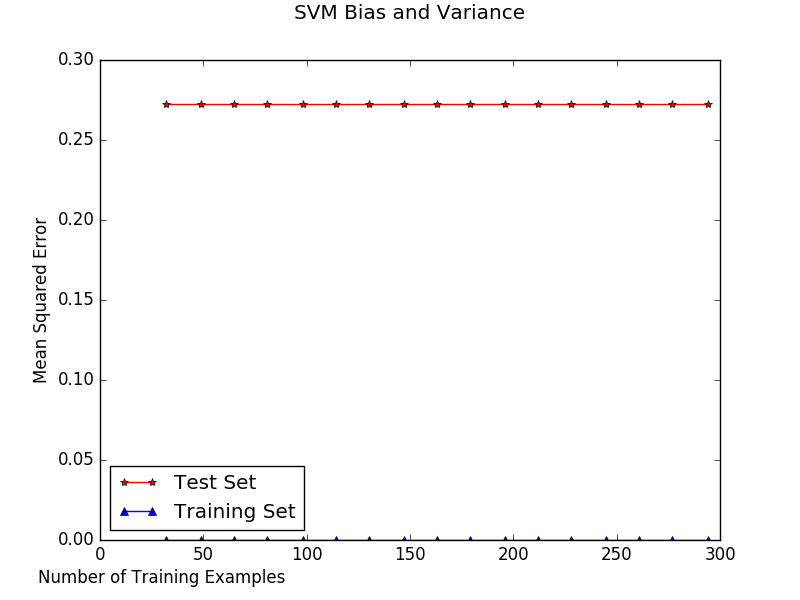 SVM Bias and Variance
0.30
0.25
0.20
0.15
0.10
0.05
0.00
Mean Squared Error
Test Set
Training Set
0 50 100 150 200 250 300
Number of Training Examples